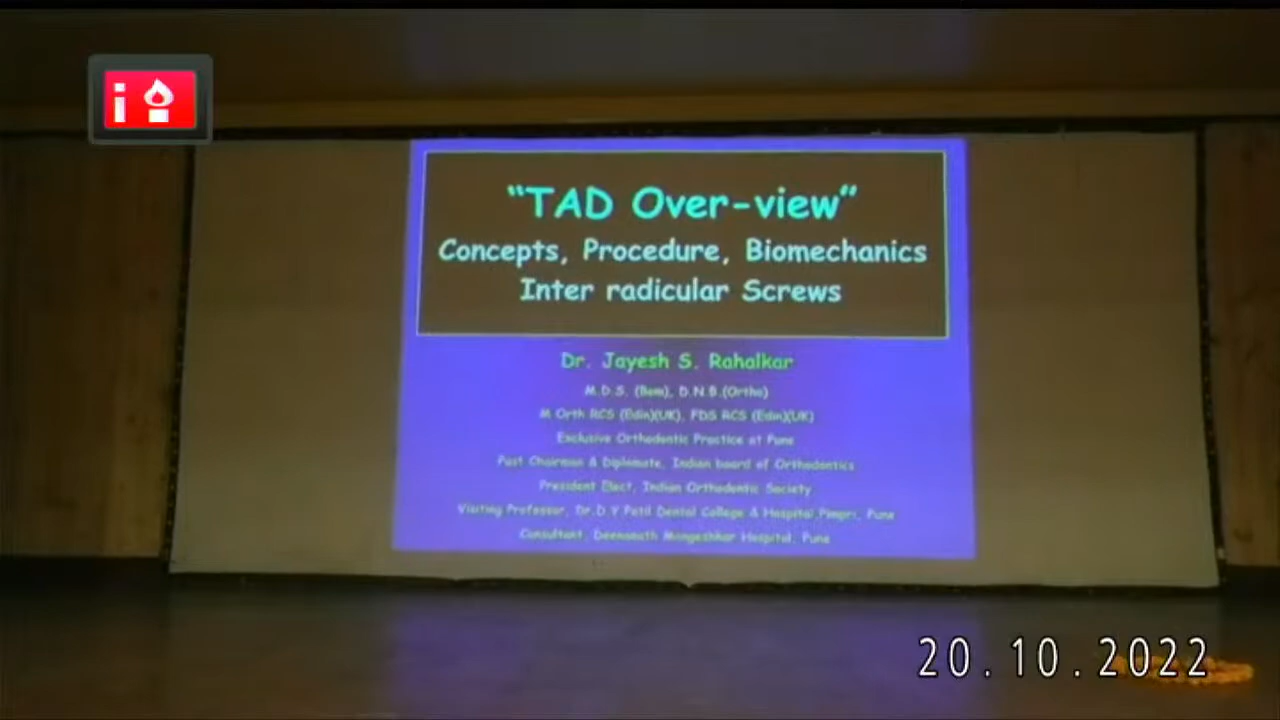 i
“TAD Over-view”
Concepts, Procedure, Biomechanics
Inter radicular Screws
Dr. Jayesh S. Rahalkar
M.D.S. (Bom), D.N.B.(Ortho)
M Orth RCS (Edin)(UK), FDS RCS (Edin)(UK)
Exclusive Orthodontic Practice at Pune
Past Chairman & Diplomate, Indian board of Orthodontics
President Elect, Indian Orthodontic Society
Visiting Professor, Dr.D.Y Patil Dental College & Hospital,Pimpri, Pune
Consultant, Deenanath Mangeshkar Hospital, Pune
20.10.2022